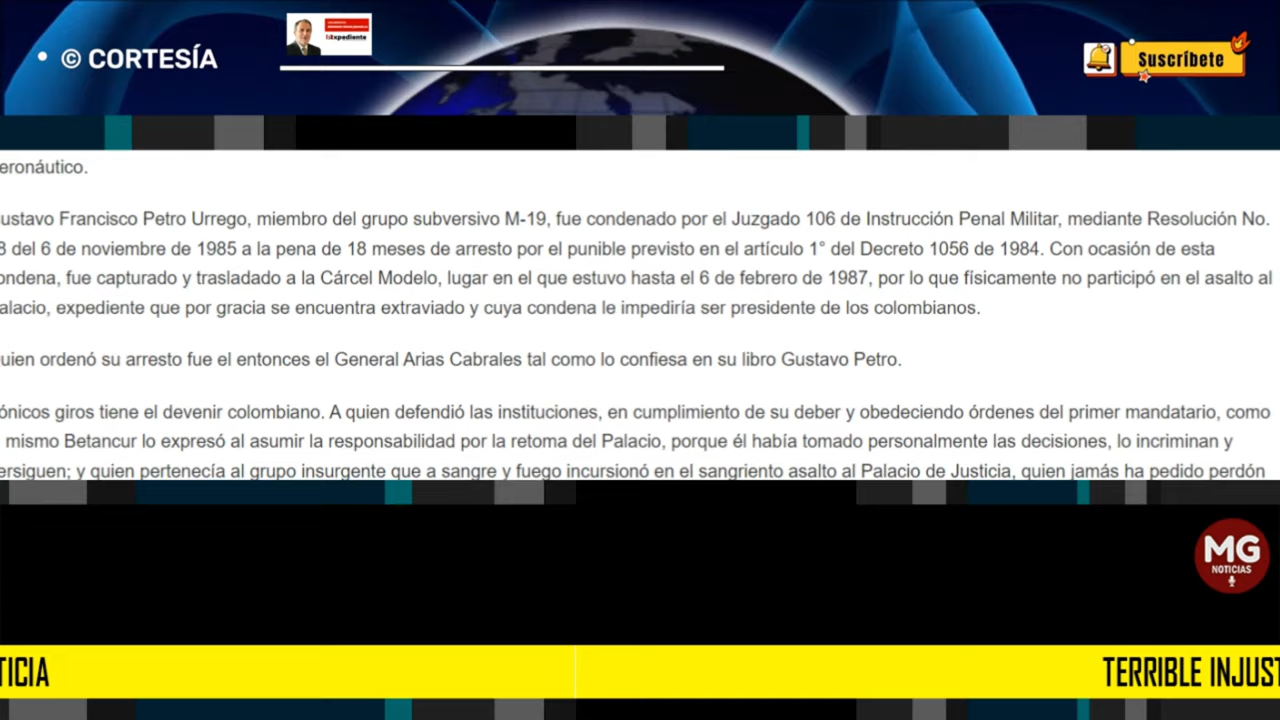 © CORTESÍA
Expediente
Suscríbete
eronáutico.
ustavo Francisco Petro Urrego, miembro del grupo subversivo M-19, fue condenado por el Juzgado 106 de Instrucción Penal Militar, mediante Resolución No.
8 del 6 de noviembre de 1985 a la pena de 18 meses de arresto por el punible previsto en el artículo 1° del Decreto 1056 de 1984. Con ocasión de esta
ondena, fue capturado y trasladado a la Cárcel Modelo, lugar en el que estuvo hasta el 6 de febrero de 1987, por lo que físicamente no participó en el asalto al
alacio, expediente que por gracia se encuentra extraviado y cuya condena le impediría ser presidente de los colombianos.
uien ordenó su arresto fue el entonces el General Arias Cabrales tal como lo confiesa en su libro Gustavo Petro.
ónicos giros tiene el devenir colombiano. A quien defendió las instituciones, en cumplimiento de su deber y obedeciendo órdenes del primer mandatario, como
mismo Betancur lo expresó al asumir la responsabilidad por la retoma del Palacio, porque él había tomado personalmente las decisiones, lo incriminan y
ersiguen; y quien pertenecía al grupo insurgente que a sangre y fuego incursionó en el sangriento asalto al Palacio de Justicia, quien jamás ha pedido perdón
MG
NOTICIAS
TICIA
TERRIBLE INJUST